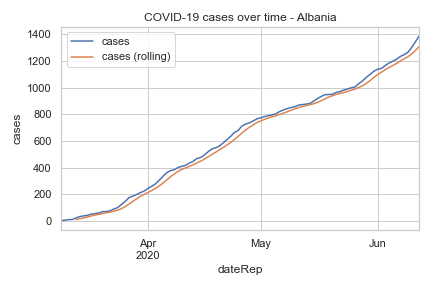 COVID-19 cases over time - Albania
cases
cases (rolling)
1400
1200
1000
800
600
400
200
0
cases
Apr
2020
May
Jun
dateRep